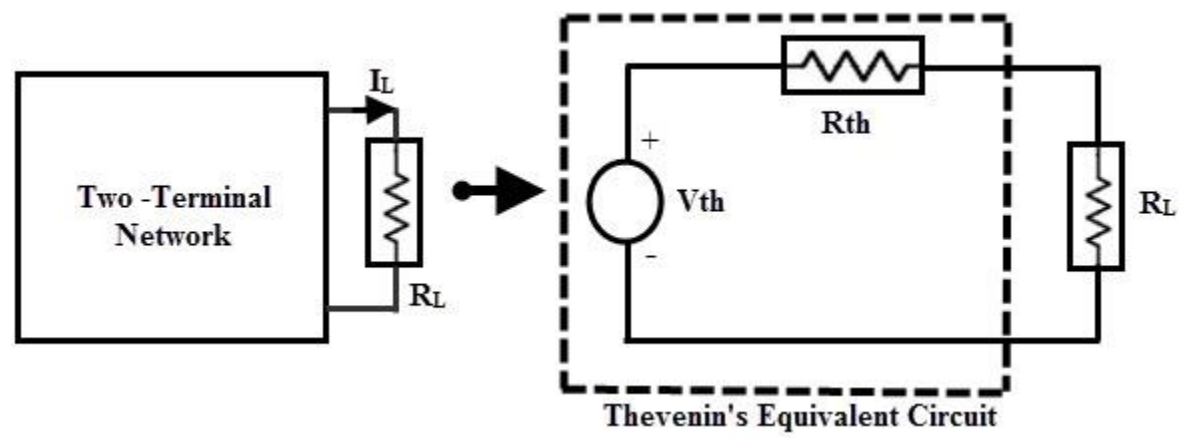 Two -Terminal
Network
IL
RL
Rth
+
Vth
-
RL
Thevenin's Equivalent Circuit